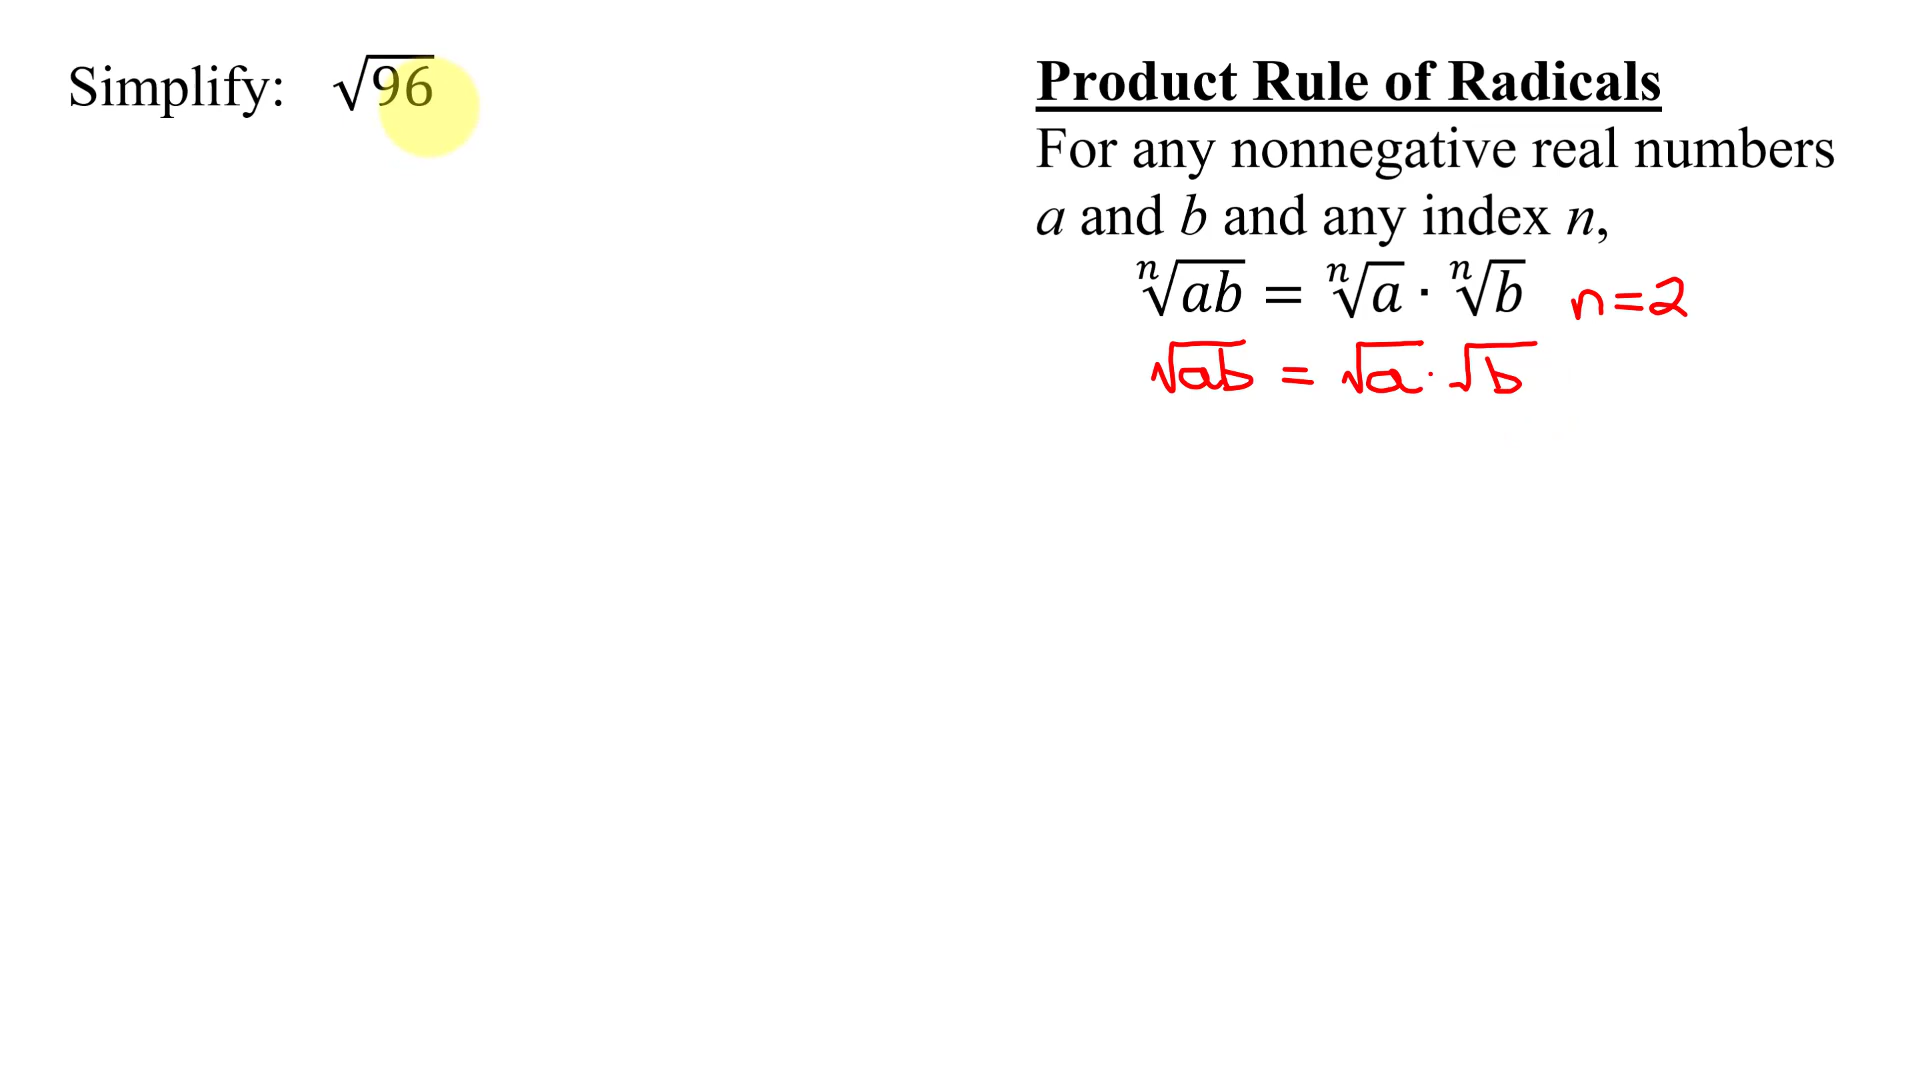 Simplify: √96
Product Rule of Radicals
For any nonnegative real numbers
a and b and any index n,
ⁿ√ab = ⁿ√a · ⁿ√b n=2
√ab = √a · √b